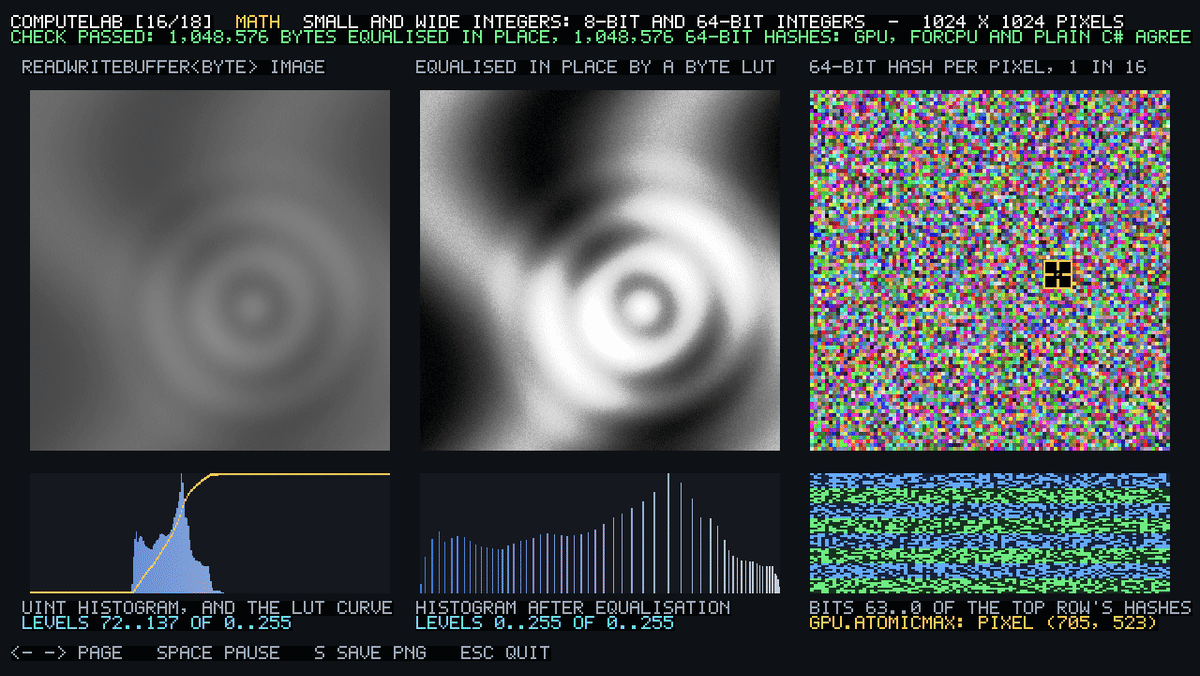 COMPUTELAB [16/18]  MATH  SMALL AND WIDE INTEGERS: 8-BIT AND 64-BIT INTEGERS  -  1024 X 1024 PIXELS
CHECK PASSED: 1,048,576 BYTES EQUALISED IN PLACE, 1,048,576 64-BIT HASHES: GPU, FORCPU AND PLAIN C# AGREE
READWRITEBUFFER<BYTE> IMAGE
EQUALISED IN PLACE BY A BYTE LUT
64-BIT HASH PER PIXEL, 1 IN 16
UINT HISTOGRAM, AND THE LUT CURVE
LEVELS 72..137 OF 0..255
HISTOGRAM AFTER EQUALISATION
LEVELS 0..255 OF 0..255
BITS 63..0 OF THE TOP ROW'S HASHES
GPU.ATOMICMAX: PIXEL (705, 523)
<- -> PAGE   SPACE PAUSE   S SAVE PNG   ESC QUIT